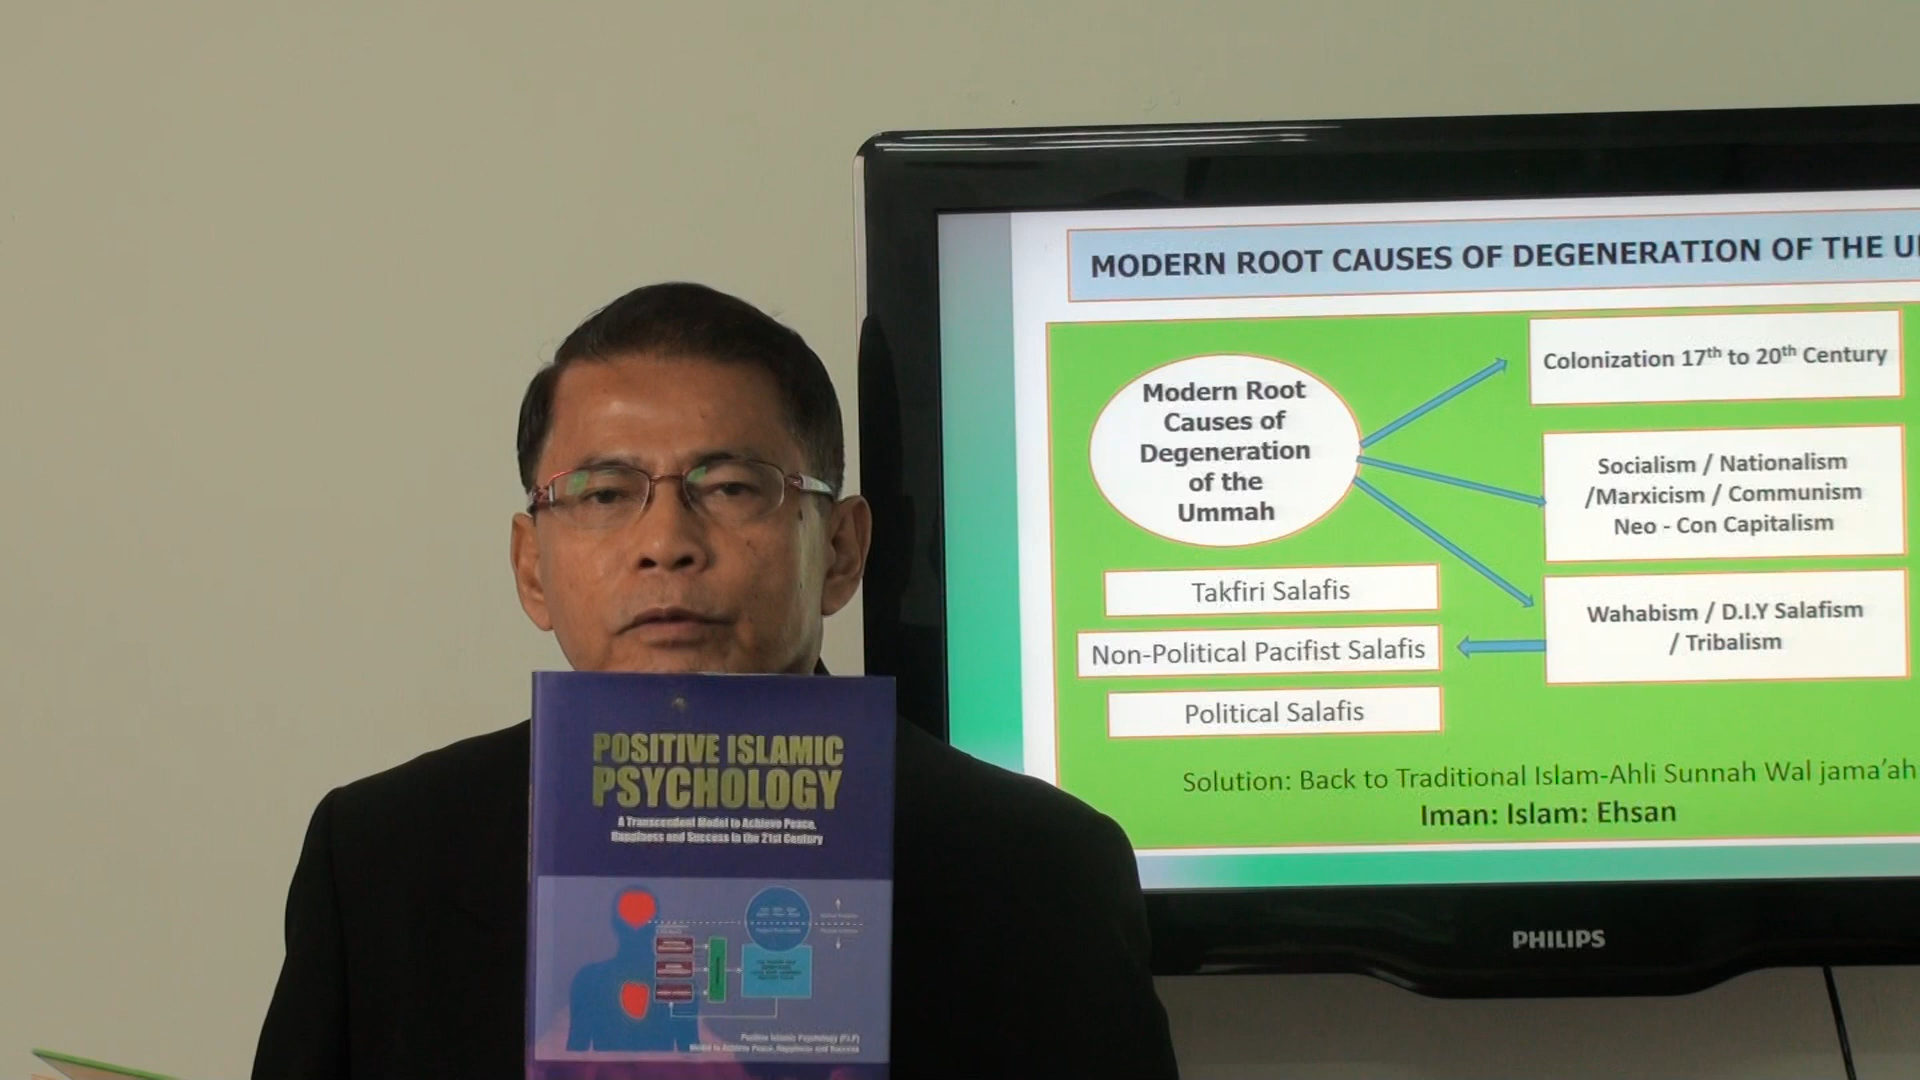 MODERN ROOT CAUSES OF DEGENERATION OF THE
Modern Root
Causes of
Degeneration
of the
Ummah
Colonization 17th to 20th Century
Socialism / Nationalism
/Marxicism / Communism
Neo - Con Capitalism
Wahabism / D.I.Y Salafism
/ Tribalism
Takfiri Salafis
Non-Political Pacifist Salafis
Political Salafis
Solution: Back to Traditional Islam-Ahli Sunnah Wal jama'ah
Iman: Islam: Ehsan
PHILIPS
POSITIVE ISLAMIC
PSYCHOLOGY
A Transcendent Model to Achieve Peace,
Happiness and Success in the 21st Century
Positive Islamic Psychology (P.I.P)
Model to Achieve Peace, Happiness and Success